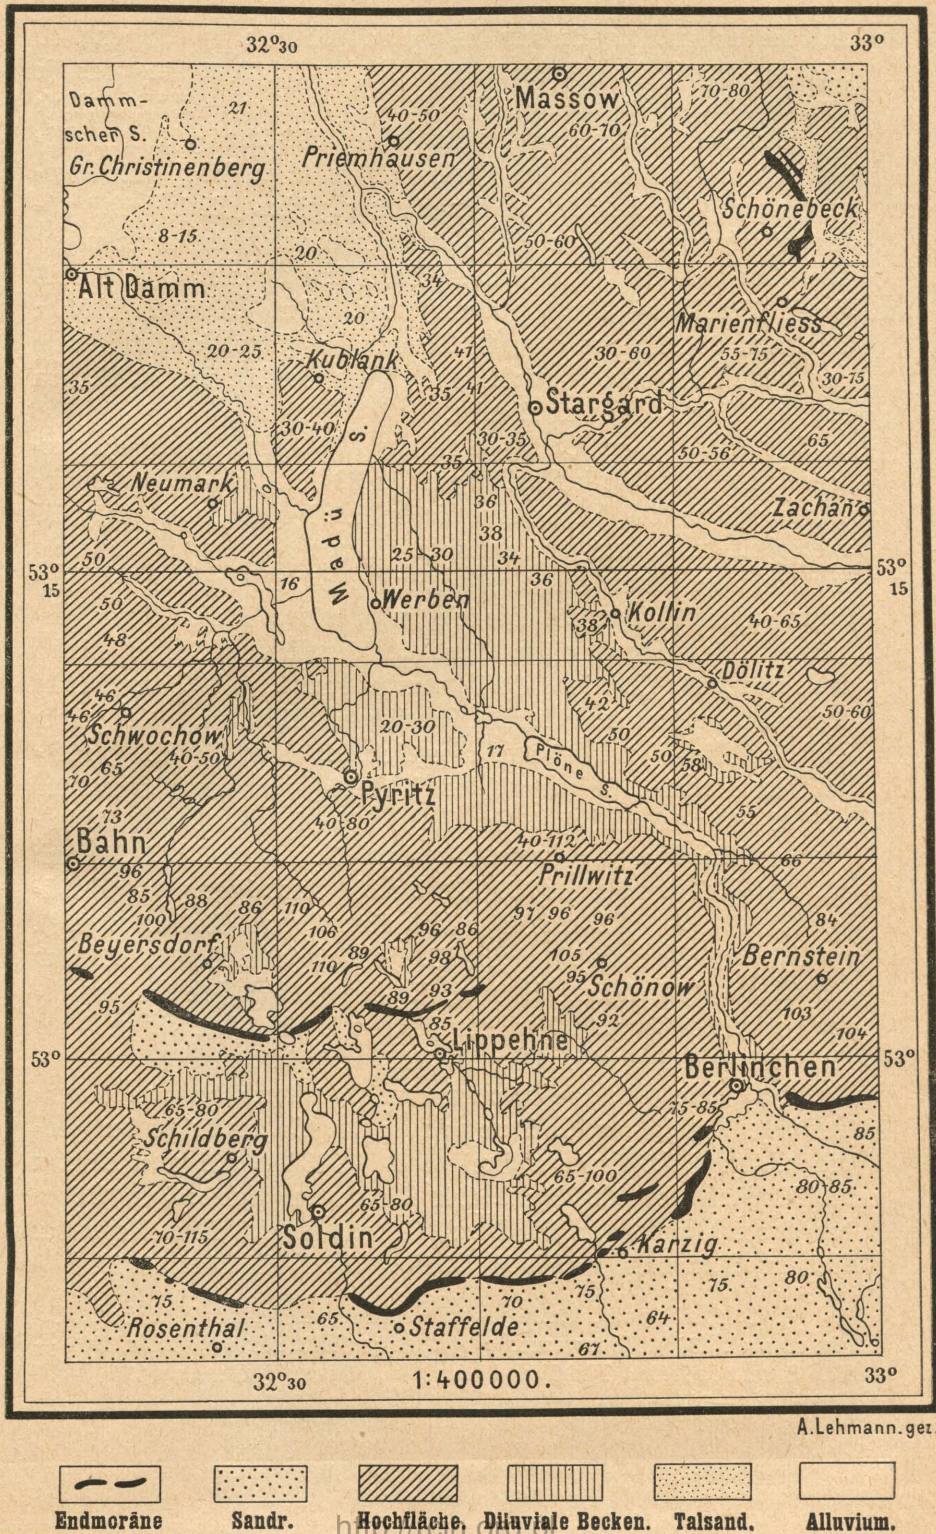 32°30
33°
Damm-
scher S.
21
40-50
Massow
60-70
70-80
Gr. Christinenberg
Priemhausen
Schönebeck
8-15
20
50-60
Alt Damm
34
20
Marienfliess
20-25
Kublank
41
30-60
55-75
35
35
41
30-75
Stargard
30-40
S.
30-35
27
50-56
65
35
Neumark
36
Zachan
Madü
38
50
25
30
34
53°
15
16
36
53°
15
50
Werben
38
Kollin
40-65
48
Dölitz
46
46
42
50-60
Schwochow
20-30
50
40-50
17
Plöne S.
50
58
70
65
Pyritz
55
73
40-80
Bahn
40-112
66
96
Prillwitz
85
88
86
110
97
96
96
84
100
106
96
86
Beyersdorf
89
98
105
Bernstein
110
95
Schönow
95
89
93
92
103
85
104
53°
Lippehne
53°
Berlinchen
65-80
75-85
Schildberg
85
65-100
80-85
67-80
70-115
Soldin
Karzig
75
80
75
70
75
65
64
Rosenthal
Staffelde
67
32°30
1:400000.
33°
A. Lehmann. gez.
Endmoräne
Sandr.
Hochfläche.
Diluviale Becken.
Talsand.
Alluvium.